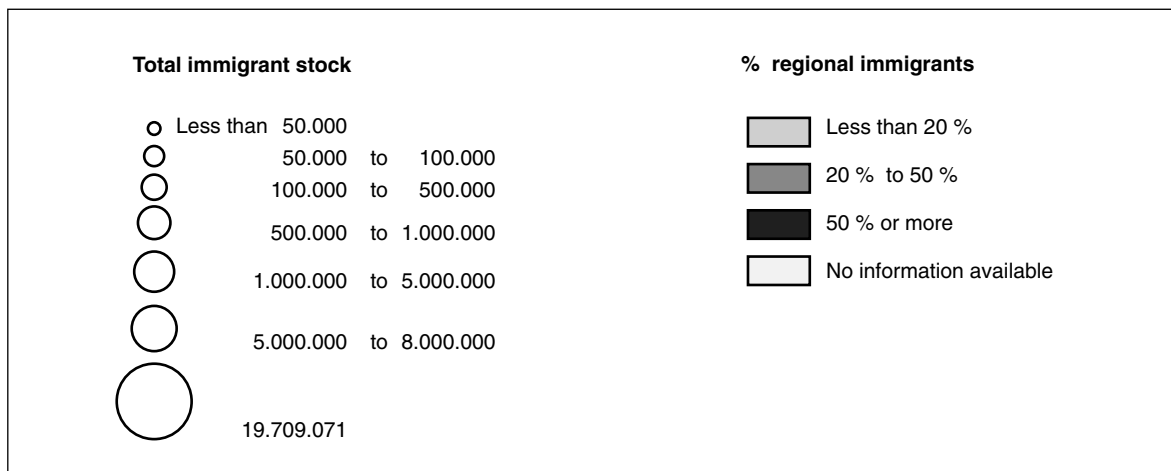 Total immigrant stock
Less than 50.000
50.000 to 100.000
100.000 to 500.000
500.000 to 1.000.000
1.000.000 to 5.000.000
5.000.000 to 8.000.000
19.709.071
% regional immigrants
Less than 20 %
20 % to 50 %
50 % or more
No information available